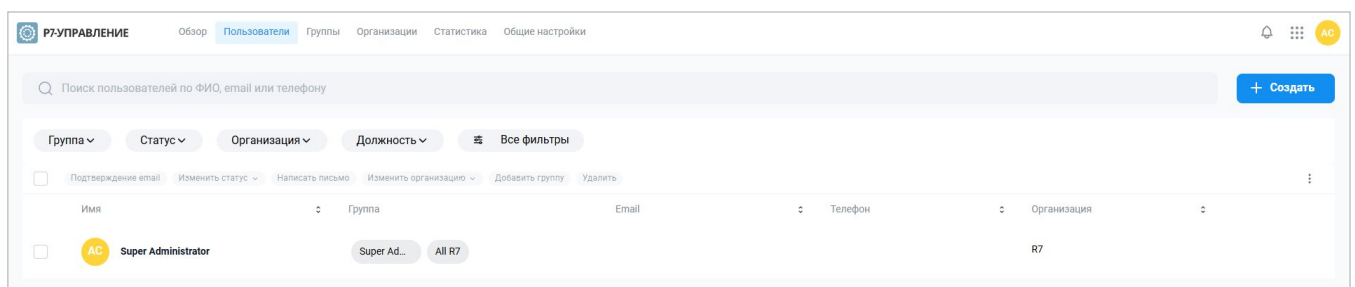 Р7-УПРАВЛЕНИЕ Обзор Пользователи Группы Организации Статистика Общие настройки AC
Поиск пользователей по ФИО, email или телефону + Создать
Группа Статус Организация Должность Все фильтры
Подтверждение email Изменить статус Написать письмо Изменить организацию Добавить группу Удалить
Имя Группа Email Телефон Организация
AC Super Administrator Super Ad... All R7 R7